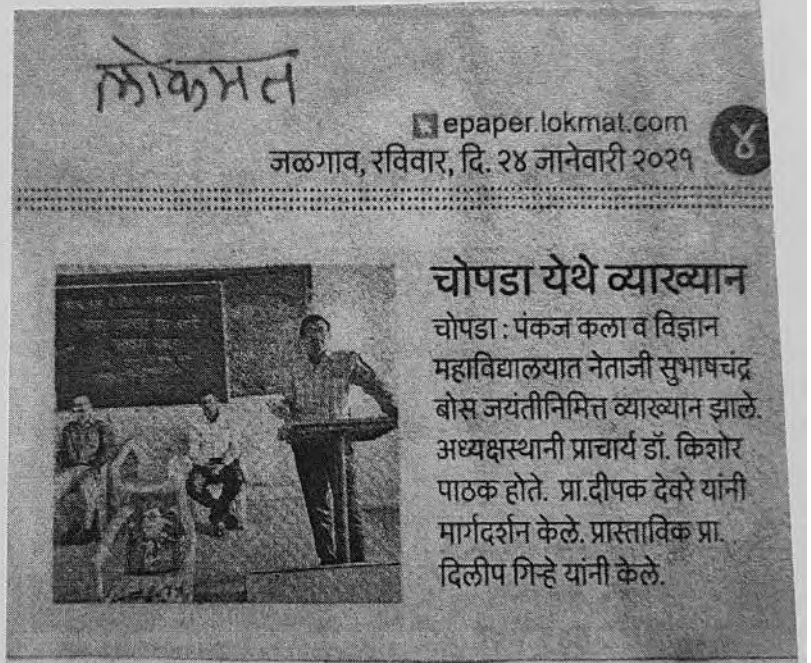 लोकमत
epaper.lokmat.com
४
जळगाव, रविवार, दि. २४ जानेवारी २०२१
चोपडा येथे व्याख्यान
चोपडा : पंकज कला व विज्ञान
महाविद्यालयात नेताजी सुभाषचंद्र
बोस जयंतीनिमित्त व्याख्यान झाले.
अध्यक्षस्थानी प्राचार्य डॉ. किशोर
पाठक होते. प्रा.दीपक देवरे यांनी
मार्गदर्शन केले. प्रास्ताविक प्रा.
दिलीप गिऱ्हे यांनी केले.